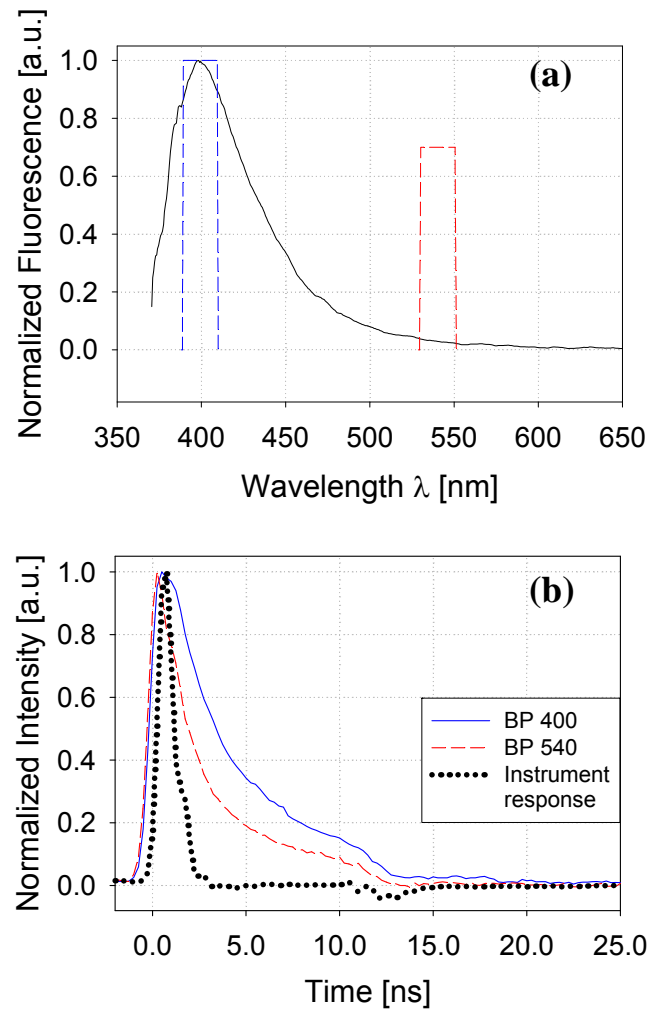 (a)
Normalized Fluorescence [a.u.]
1.0
0.8
0.6
0.4
0.2
0.0
350 400 450 500 550 600 650
Wavelength λ [nm]
(b)
Normalized Intensity [a.u.]
1.0
0.8
0.6
0.4
0.2
0.0
BP 400
BP 540
Instrument
response
0.0 5.0 10.0 15.0 20.0 25.0
Time [ns]